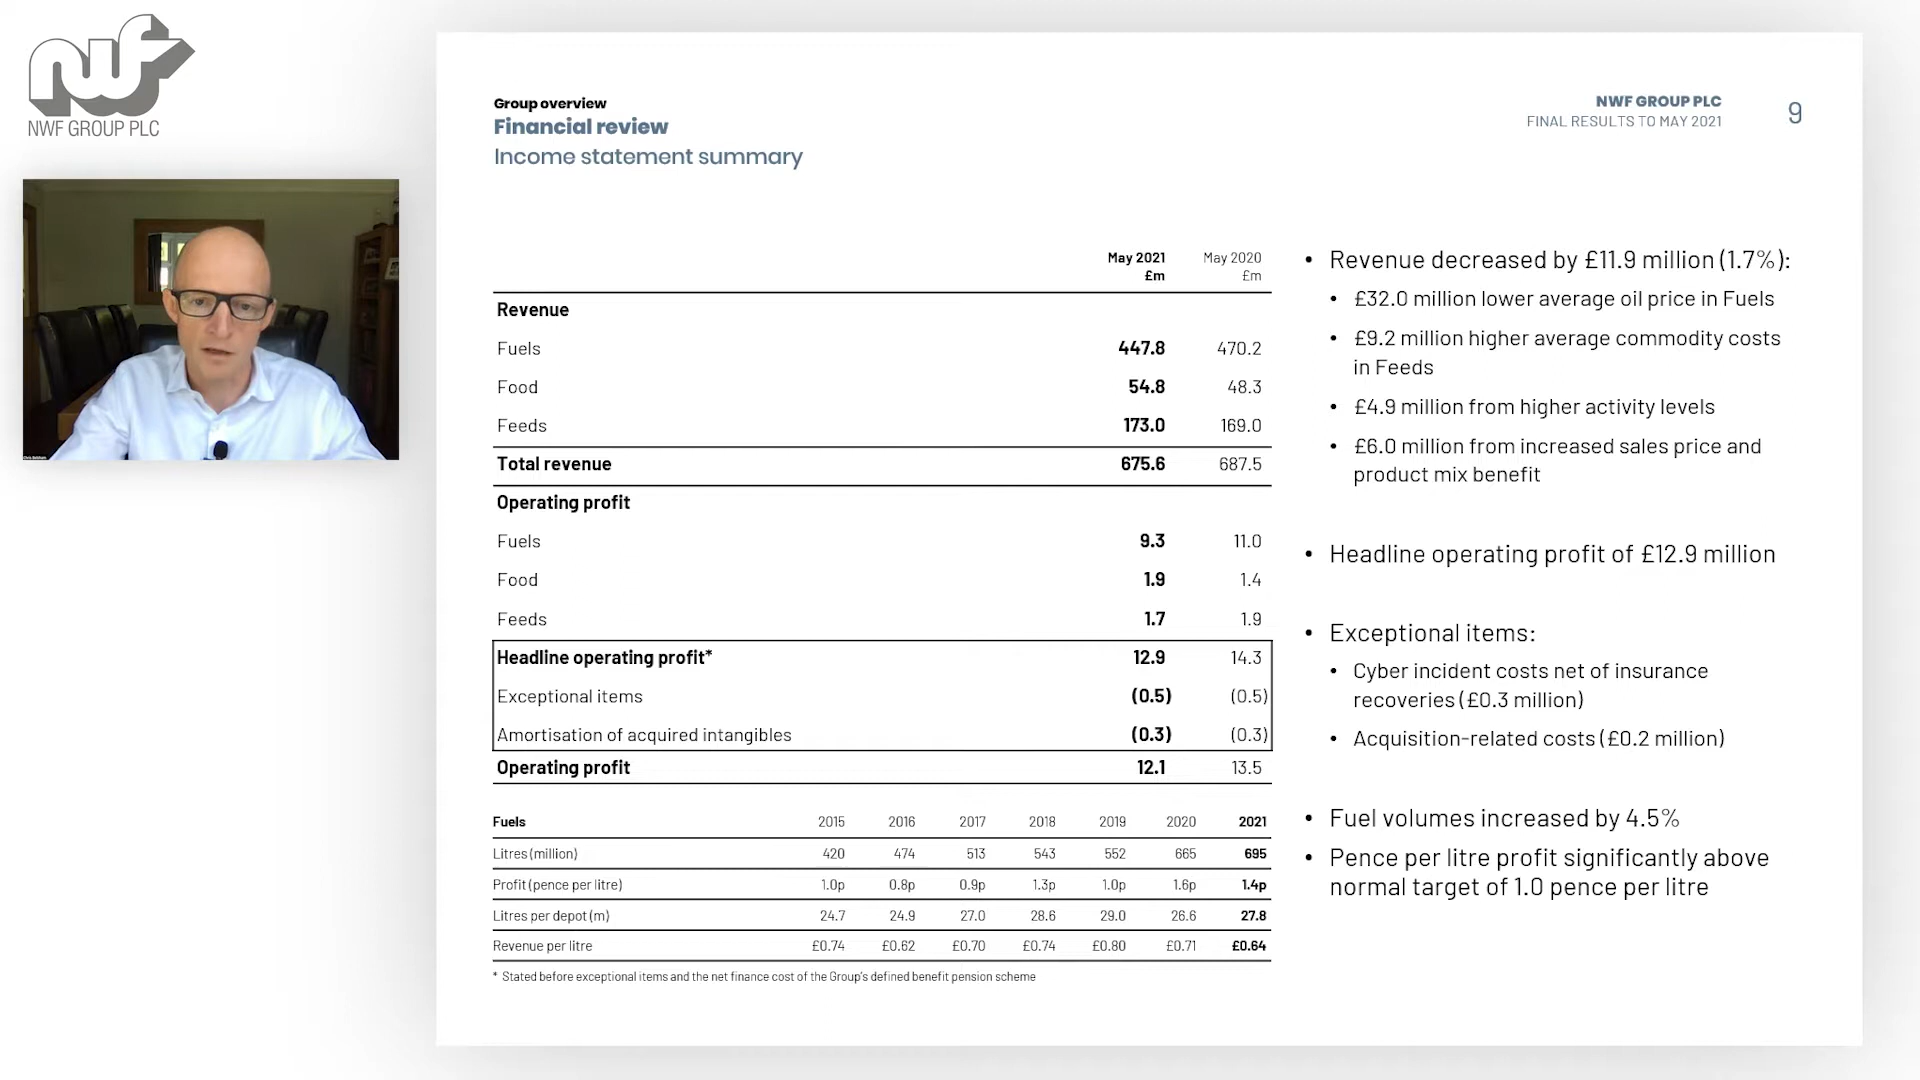 nwf
NWF GROUP PLC
Group overview
Financial review
Income statement summary
NWF GROUP PLC
FINAL RESULTS TO MAY 2021
9
May 2021 May 2020
£m £m
Revenue
Fuels 447.8 470.2
Food 54.8 48.3
Feeds 173.0 169.0
Total revenue 675.6 687.5
Operating profit
Fuels 9.3 11.0
Food 1.9 1.4
Feeds 1.7 1.9
Headline operating profit* 12.9 14.3
Exceptional items (0.5) (0.5)
Amortisation of acquired intangibles (0.3) (0.3)
Operating profit 12.1 13.5
Fuels 2015 2016 2017 2018 2019 2020 2021
Litres (million) 420 474 513 543 552 665 695
Profit (pence per litre) 1.0p 0.8p 0.9p 1.3p 1.0p 1.6p 1.4p
Litres per depot (m) 24.7 24.9 27.0 28.6 29.0 26.6 27.8
Revenue per litre £0.74 £0.62 £0.70 £0.74 £0.80 £0.71 £0.64
* Stated before exceptional items and the net finance cost of the Group's defined benefit pension scheme
• Revenue decreased by £11.9 million (1.7%):
• £32.0 million lower average oil price in Fuels
• £9.2 million higher average commodity costs
in Feeds
• £4.9 million from higher activity levels
• £6.0 million from increased sales price and
product mix benefit
• Headline operating profit of £12.9 million
• Exceptional items:
• Cyber incident costs net of insurance
recoveries (£0.3 million)
• Acquisition-related costs (£0.2 million)
• Fuel volumes increased by 4.5%
• Pence per litre profit significantly above
normal target of 1.0 pence per litre